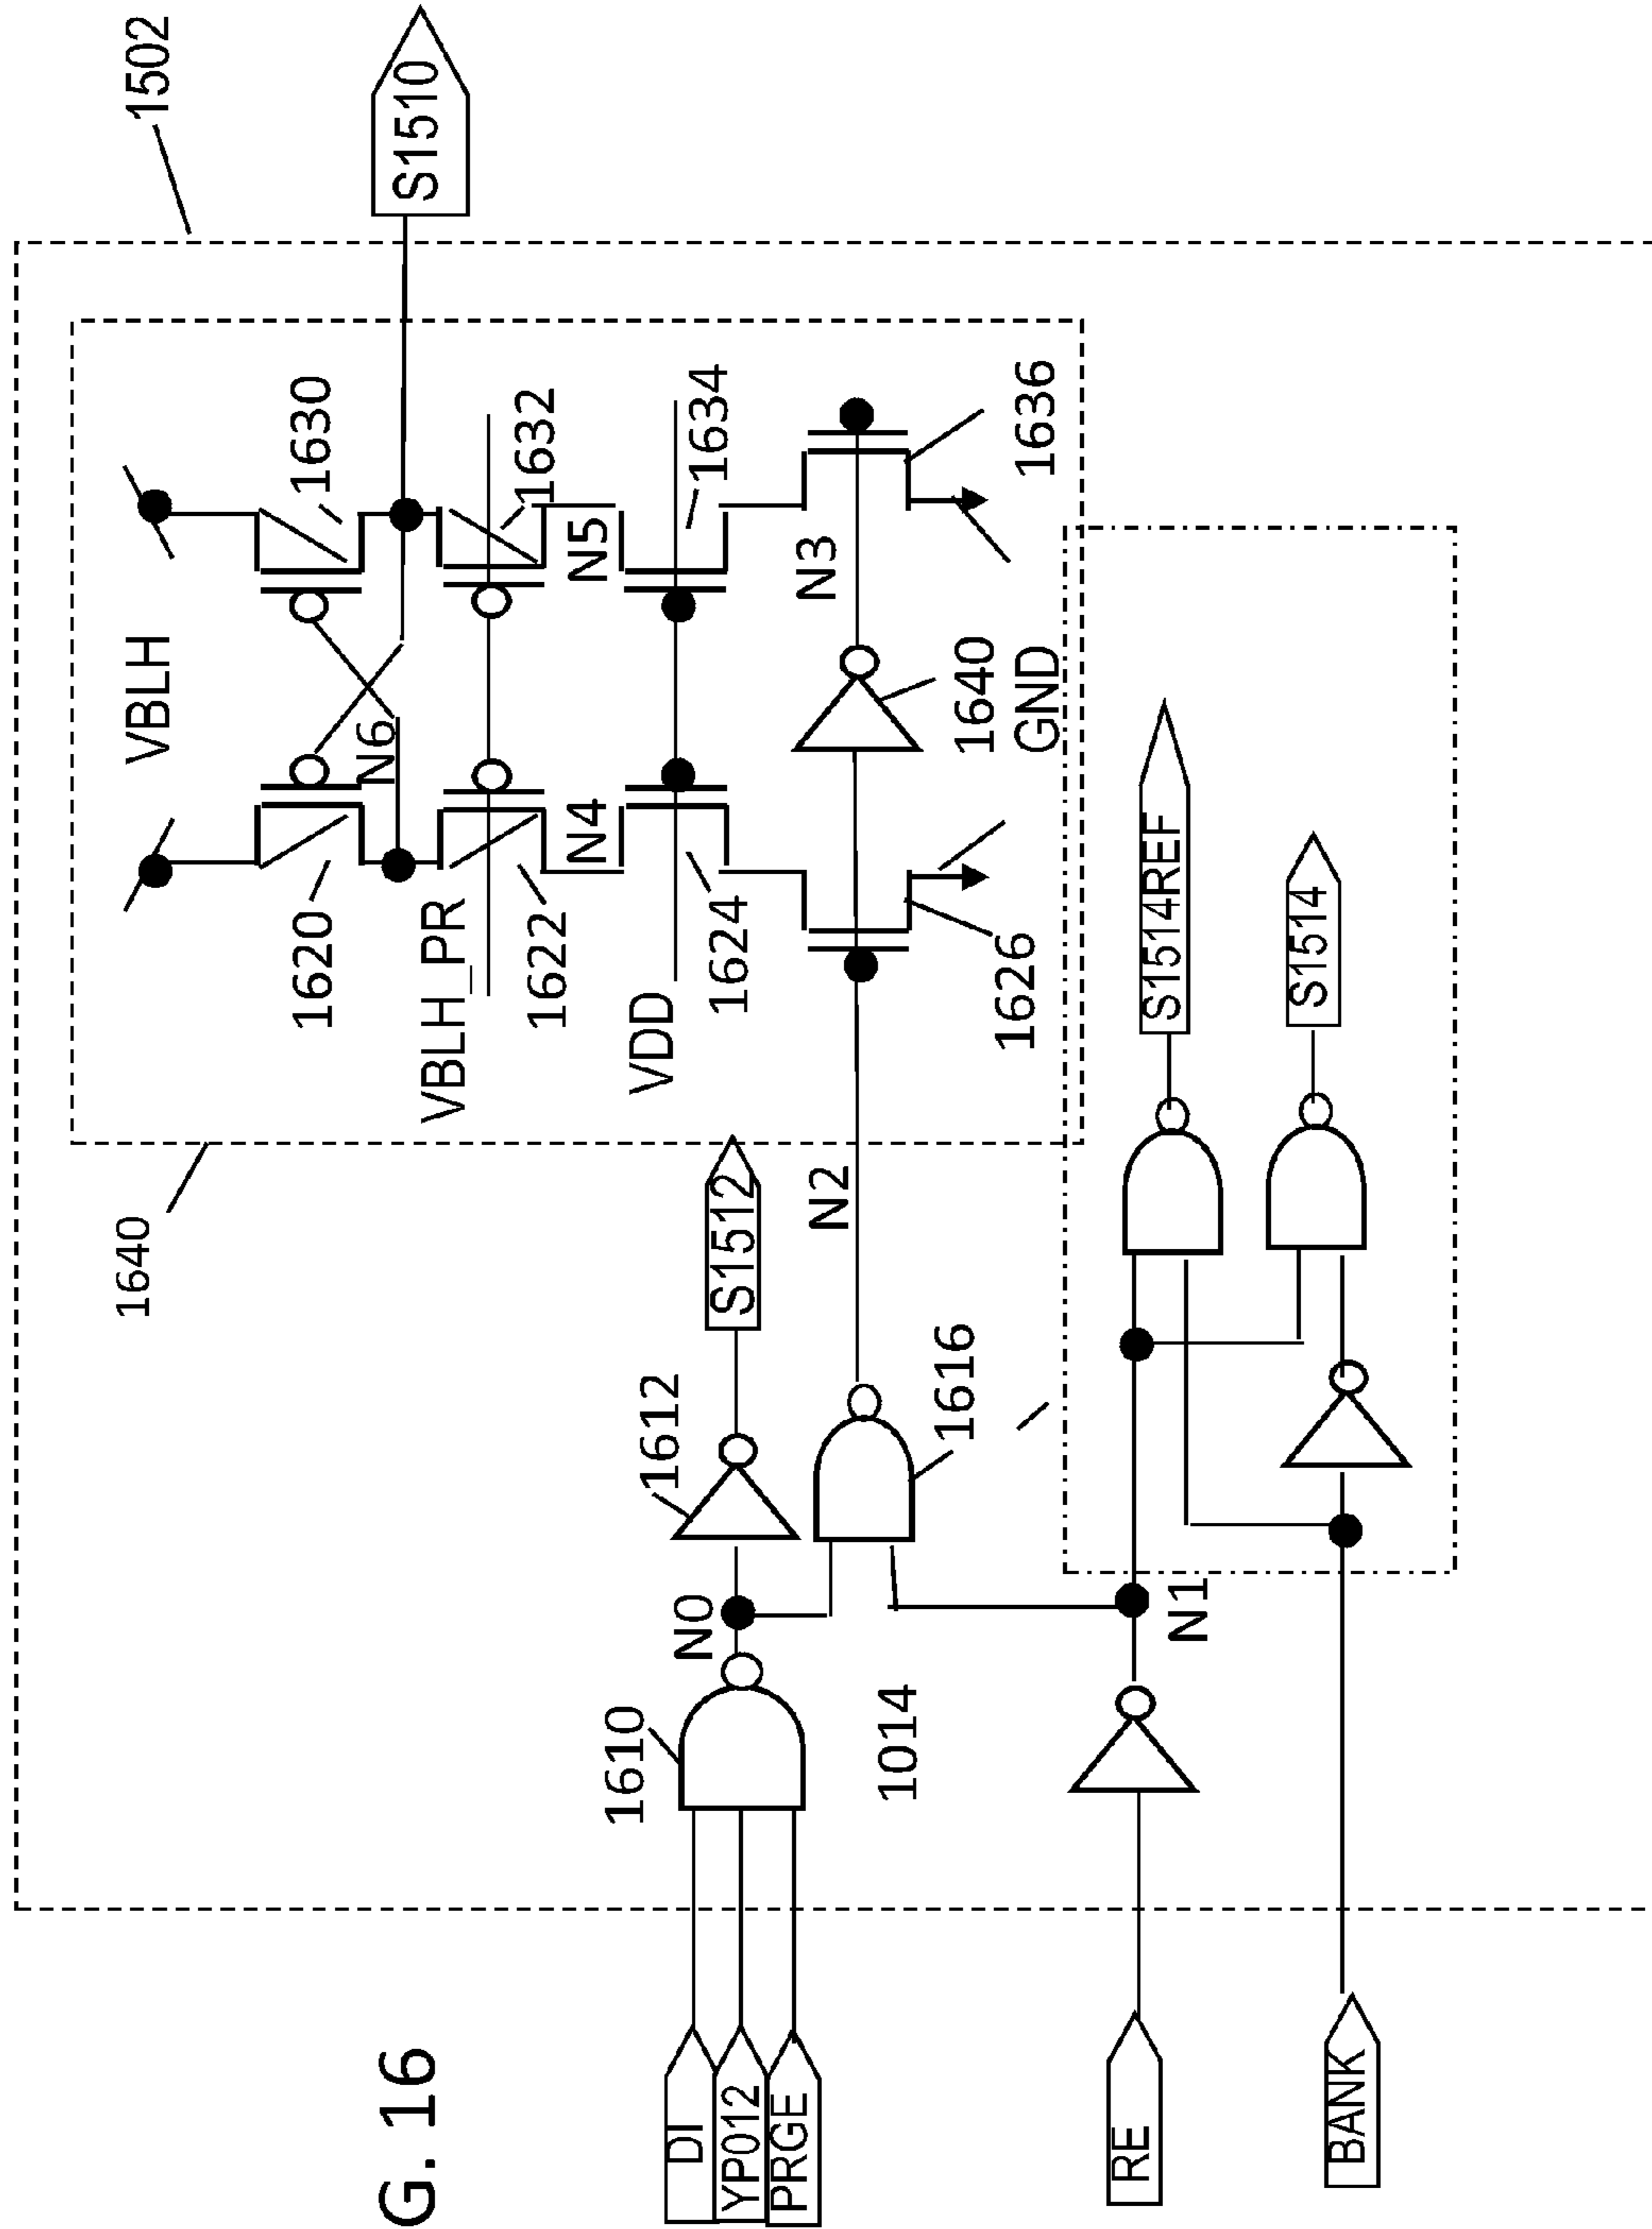 G. 16
1502
1640
VBLH
1620
1630
S1510
N6
VBLH_PR
1622
1632
N4
N5
VDD
1624
1634
N3
1626
1640
1636
GND
DI
YP012
PRGE
1610
N0
1612
S1512
N2
1014
1616
RE
N1
S1514REF
BANK
S1514